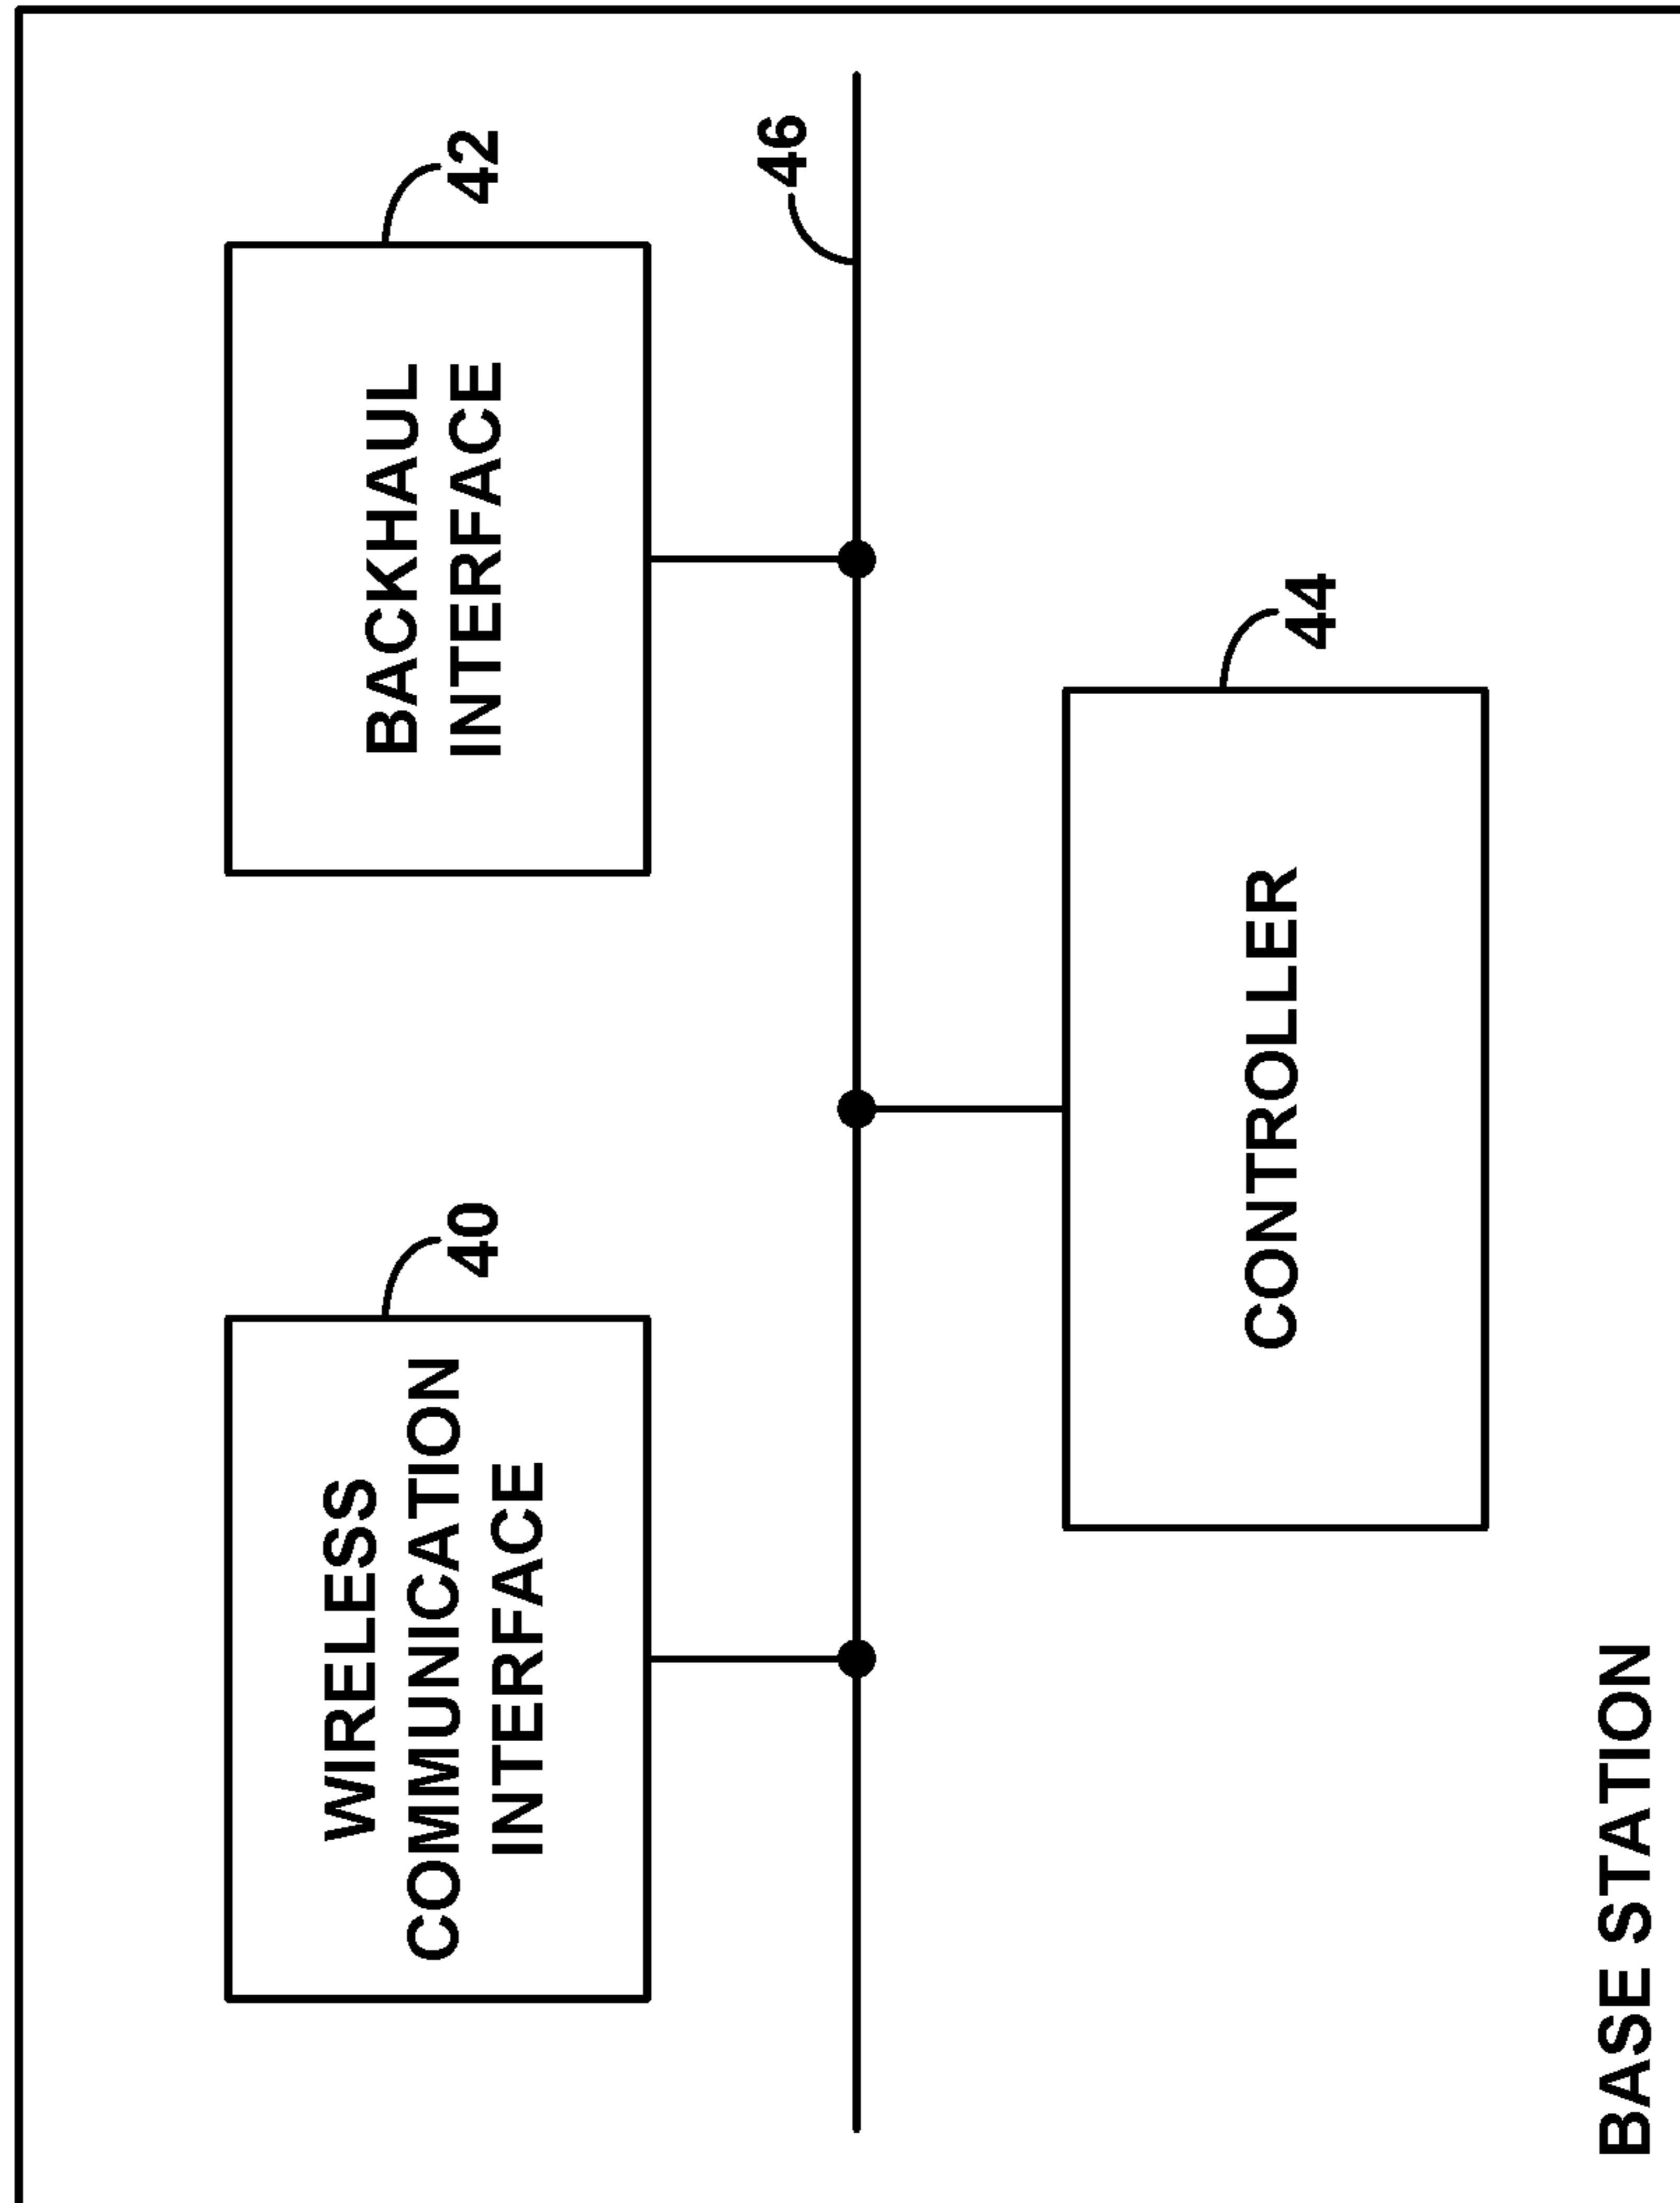 40
WIRELESS
COMMUNICATION
INTERFACE
42
BACKHAUL
INTERFACE
46
44
CONTROLLER
BASE STATION